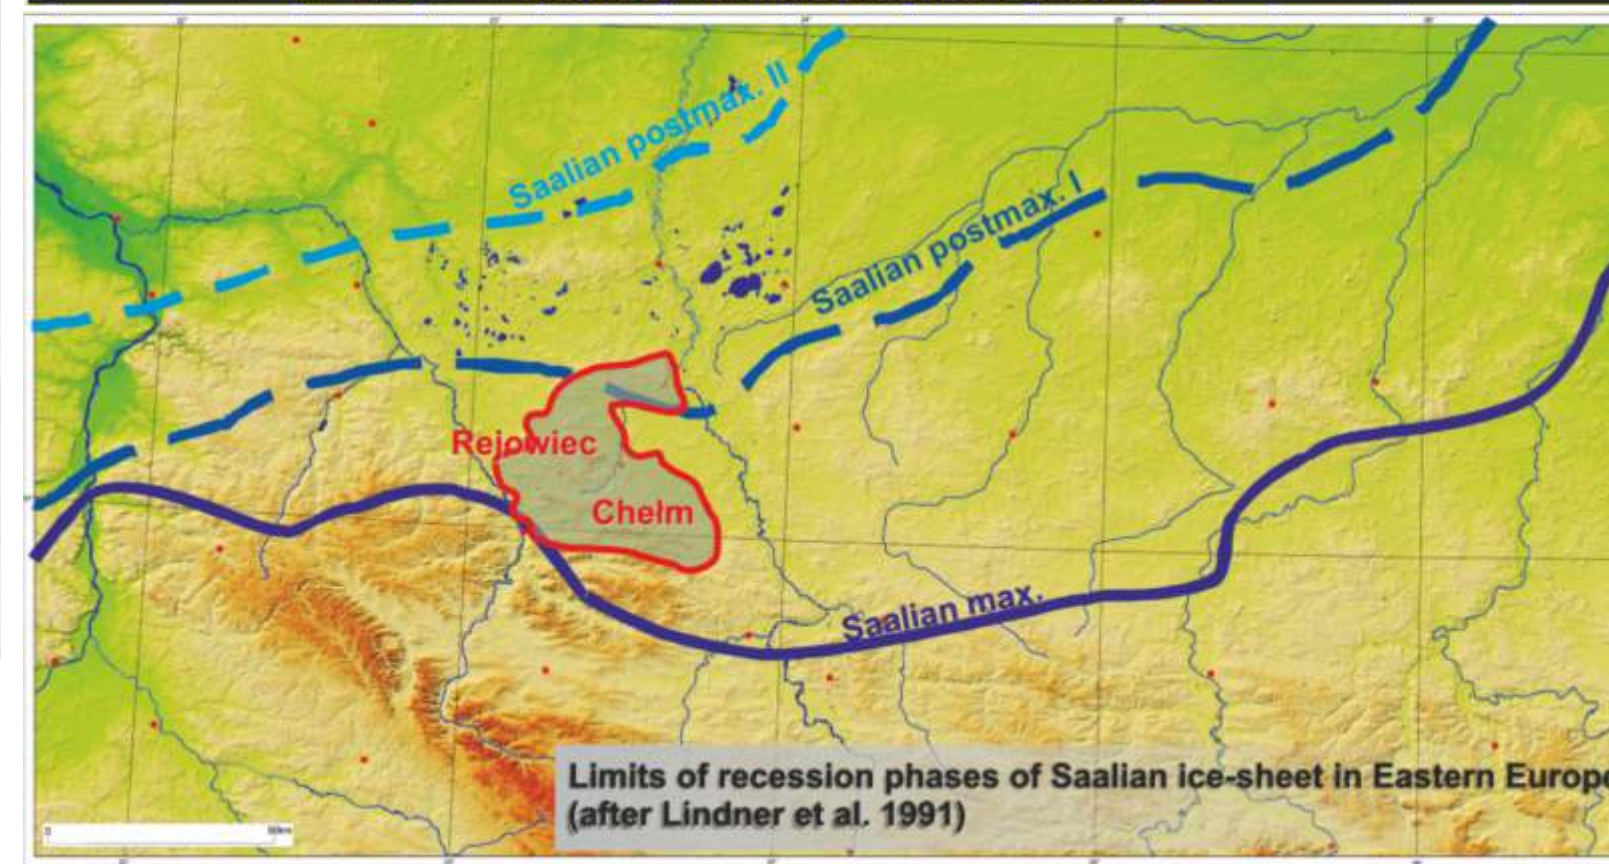 Saalian postmax. II
Saalian postmax. I
Rejowiec
Chełm
Saalian max.
Limits of recession phases of Saalian ice-sheet in Eastern Europe
(after Lindner et al. 1991)
0